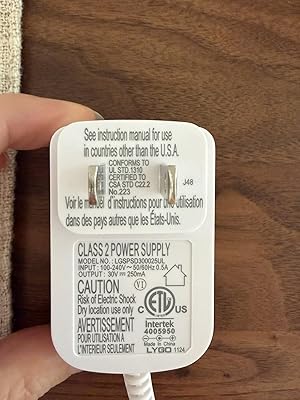 See instruction manual for use
in countries other than the U.S.A.
CONFORMS TO
UL STD.1310
CERTIFIED TO
CSA STD C22.2
No.223
J48
Voir le manuel d'instructions pour l'utilisation
dans des pays autres que les États-Unis.
CLASS 2 POWER SUPPLY
MODEL: LGSPSD300025UL
INPUT: 100-240V~50/60Hz 0.5A
OUTPUT: 30V⎓250mA
CAUTION
VI
Risk of Electric Shock
Dry location use only
AVERTISSEMENT
POUR UTILISATION A
L'INTERIEUR SEULEMENT
ETL
C US
LISTED
Intertek
4005950
Made in China
LYGO 1124